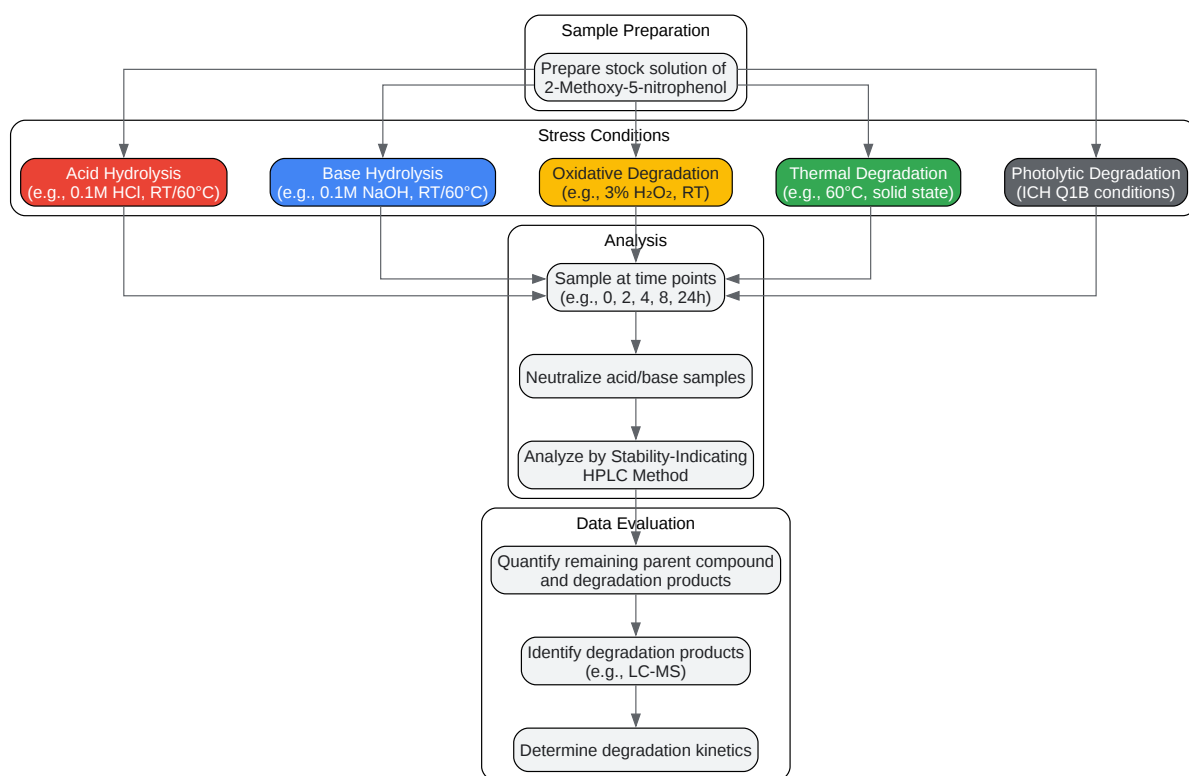 Sample Preparation
Prepare stock solution of
2-Methoxy-5-nitrophenol
Stress Conditions
Acid Hydrolysis
(e.g., 0.1M HCl, RT/60°C)
Base Hydrolysis
(e.g., 0.1M NaOH, RT/60°C)
Oxidative Degradation
(e.g., 3% H₂O₂, RT)
Thermal Degradation
(e.g., 60°C, solid state)
Photolytic Degradation
(ICH Q1B conditions)
Analysis
Sample at time points
(e.g., 0, 2, 4, 8, 24h)
Neutralize acid/base samples
Analyze by Stability-Indicating
HPLC Method
Data Evaluation
Quantify remaining parent compound
and degradation products
Identify degradation products
(e.g., LC-MS)
Determine degradation kinetics